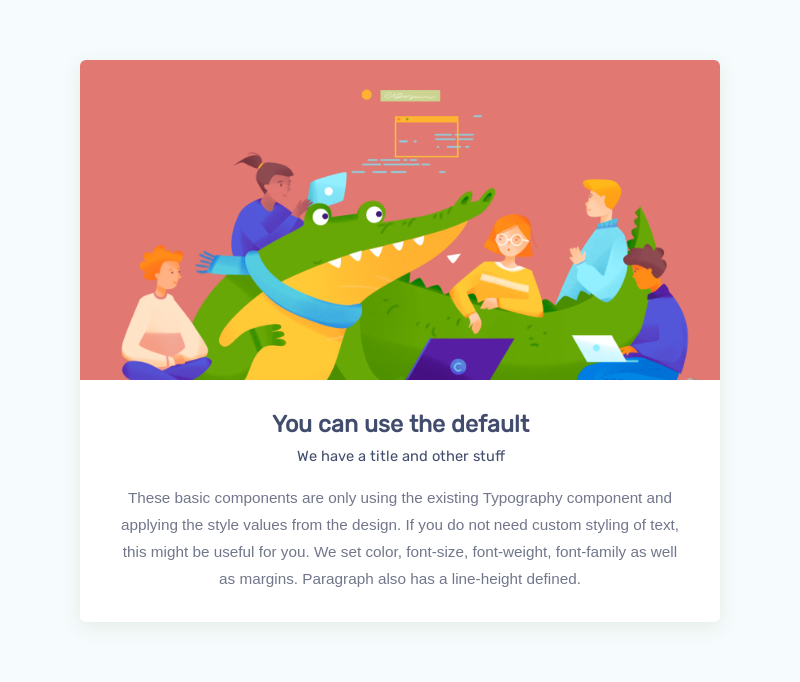 You can use the default
We have a title and other stuff
These basic components are only using the existing Typography component and
applying the style values from the design. If you do not need custom styling of text,
this might be useful for you. We set color, font-size, font-weight, font-family as well
as margins. Paragraph also has a line-height defined.